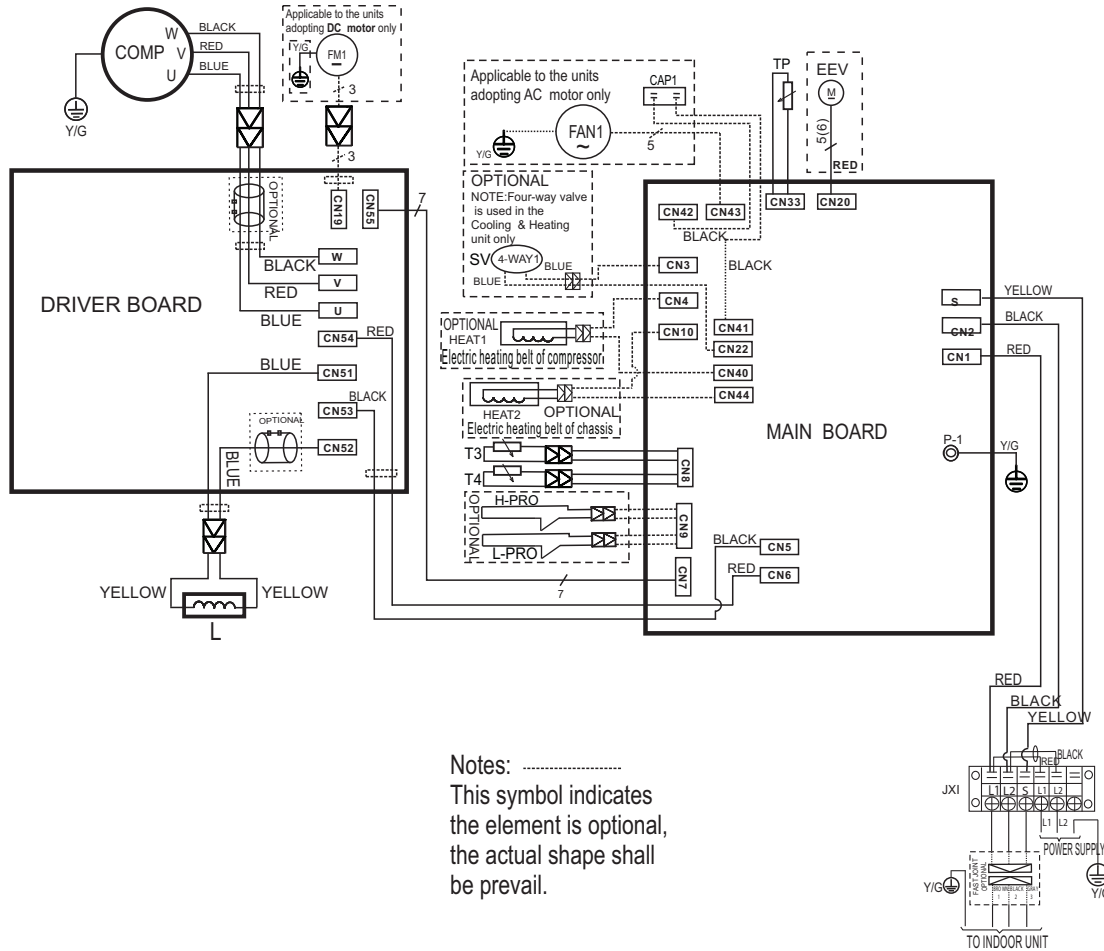 COMP
W
V
U
BLACK
RED
BLUE
Y/G
Applicable to the units
adopting DC motor only
Y/G
FM1
3
3
DRIVER BOARD
OPTIONAL
CN19
CN55
7
BLACK
W
RED
V
BLUE
U
CN54
RED
BLUE
CN51
BLACK
CN53
OPTIONAL
CN52
BLUE
YELLOW
YELLOW
L
Applicable to the units
adopting AC motor only
CAP1
FAN1
Y/G
5
TP
EEV
M
5(6)
RED
OPTIONAL
NOTE:Four-way valve
is used in the
Cooling & Heating
unit only
SV
4-WAY1
BLUE
BLUE
OPTIONAL
HEAT1
Electric heating belt of compressor
HEAT2
OPTIONAL
Electric heating belt of chassis
T3
T4
OPTIONAL
H-PRO
L-PRO
7
MAIN BOARD
CN33
CN20
CN42
CN43
BLACK
BLACK
CN3
CN4
CN10
CN41
CN22
CN40
CN44
CN8
CN9
CN7
BLACK
CN5
RED
CN6
S
YELLOW
CN2
BLACK
CN1
RED
P-1
Y/G
RED
BLACK
YELLOW
BLACK
RED
JXI
L1
L2
S
L1
L2
L1
L2
POWER SUPPLY
Y/G
FAST JOINT
OPTIONAL
BLACK
1
2
3
Y/G
TO INDOOR UNIT
Notes:
This symbol indicates
the element is optional,
the actual shape shall
be prevail.